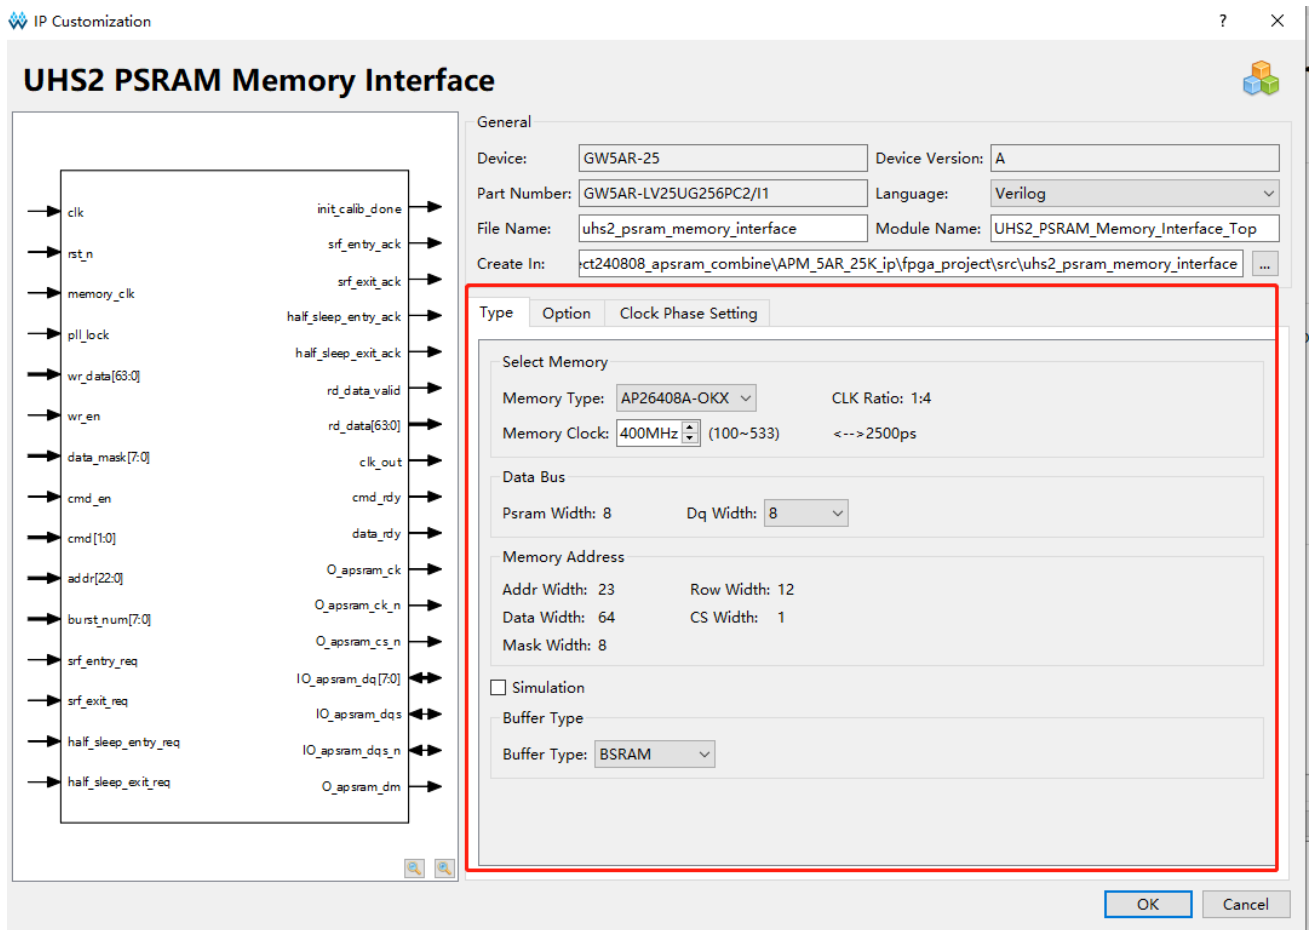 IP Customization
?
UHS2 PSRAM Memory Interface
clk
rst_n
memory_clk
pll_lock
wr_data[63:0]
wr_en
data_mask[7:0]
cmd_en
cmd[1:0]
addr[22:0]
burst_num[7:0]
srf_entry_req
srf_exit_req
half_sleep_entry_req
half_sleep_exit_req
init_calib_done
srf_entry_ack
srf_exit_ack
half_sleep_entry_ack
half_sleep_exit_ack
rd_data_valid
rd_data[63:0]
clk_out
cmd_rdy
data_rdy
O_apsram_ck
O_apsram_ck_n
O_apsram_cs_n
IO_apsram_dq[7:0]
IO_apsram_dqs
IO_apsram_dqs_n
O_apsram_dm
General
Device: GW5AR-25 Device Version: A
Part Number: GW5AR-LV25UG256PC2/I1 Language: Verilog
File Name: uhs2_psram_memory_interface Module Name: UHS2_PSRAM_Memory_Interface_Top
Create In: ect240808_apsram_combine\APM_5AR_25K_ip\fpga_project\src\uhs2_psram_memory_interface ...
Type Option Clock Phase Setting
Select Memory
Memory Type: AP26408A-OKX CLK Ratio: 1:4
Memory Clock: 400MHz (100~533) <-->2500ps
Data Bus
Psram Width: 8 Dq Width: 8
Memory Address
Addr Width: 23 Row Width: 12
Data Width: 64 CS Width: 1
Mask Width: 8
Simulation
Buffer Type
Buffer Type: BSRAM
OK Cancel